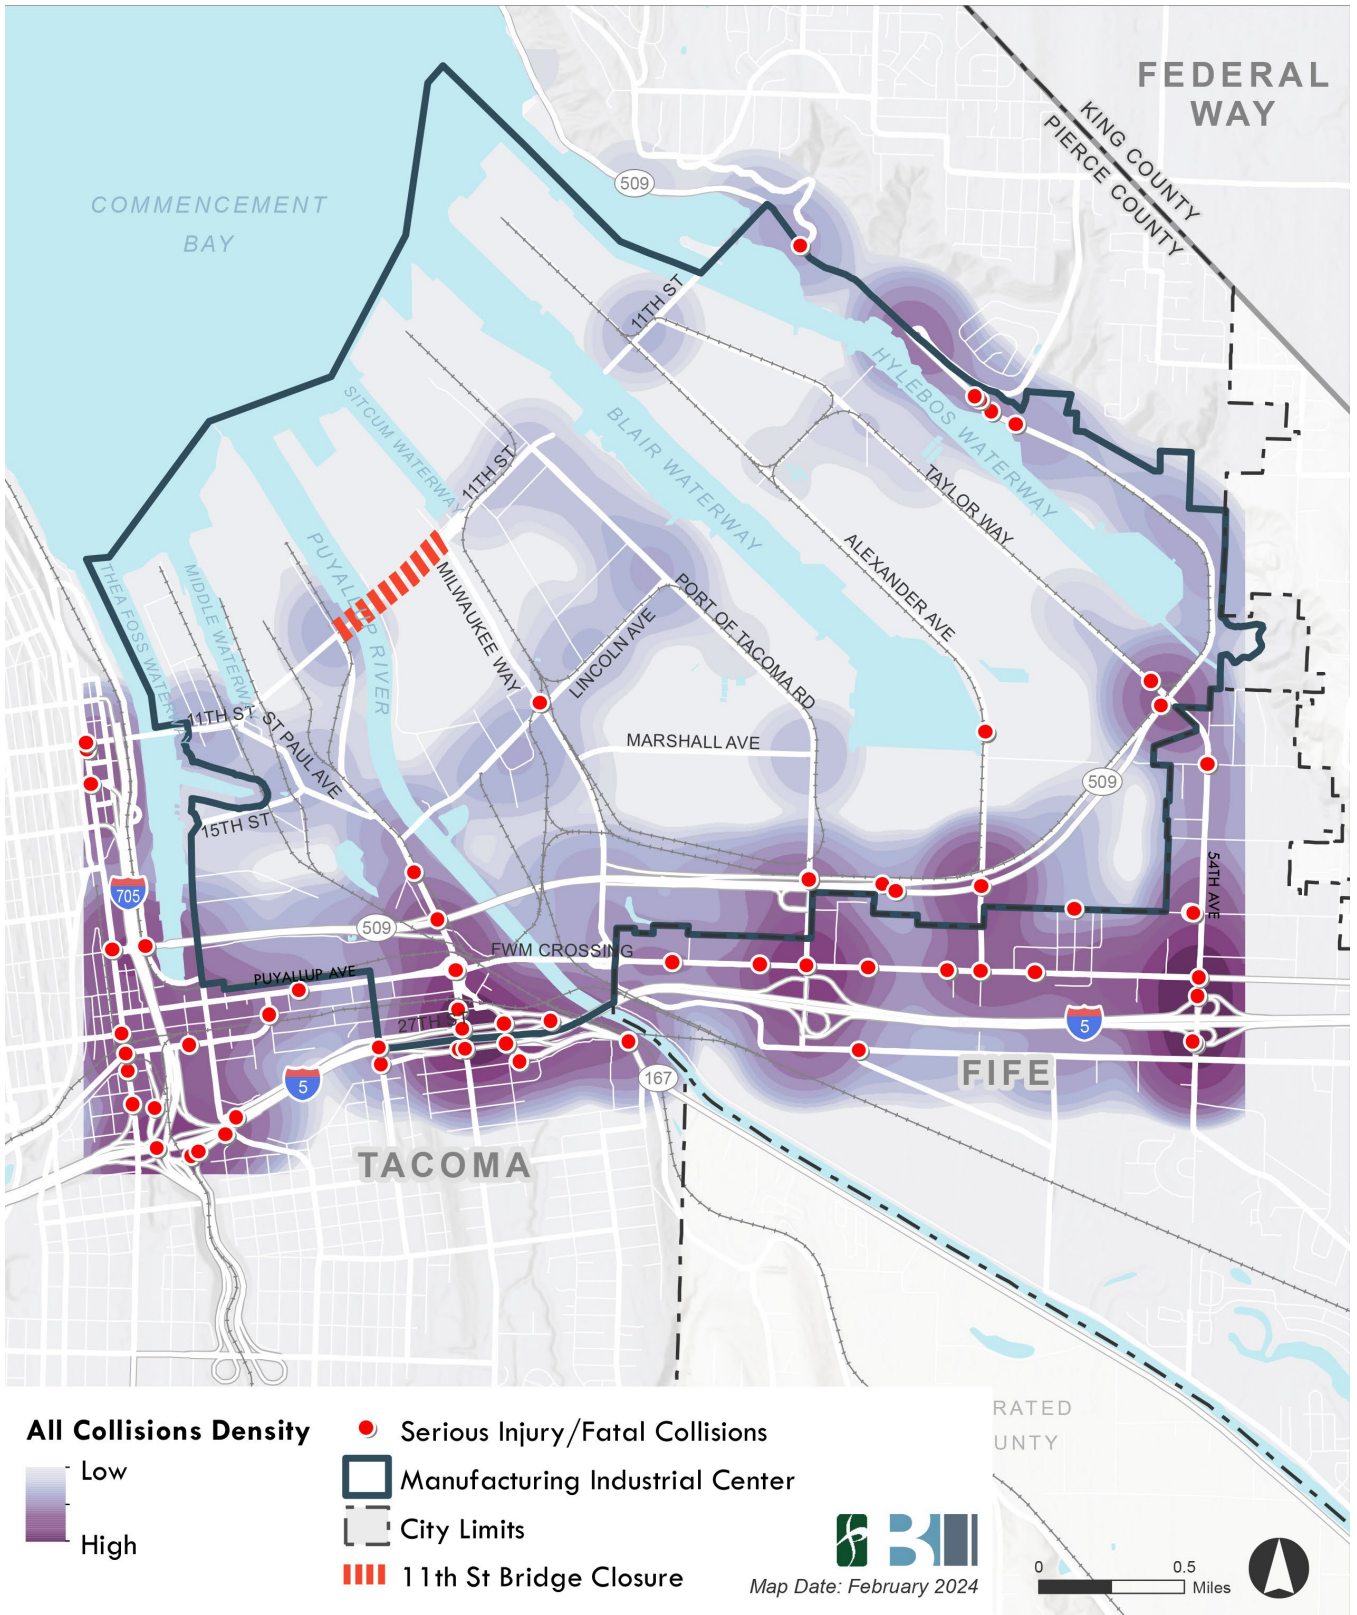 FEDERAL
WAY
KING COUNTY
PIERCE COUNTY
509
COMMENCEMENT
BAY
11TH ST
HYLEBOS WATERWAY
SITCUM WATERWAY
BLAIR WATERWAY
11TH ST
TAYLOR WAY
PUYALLUP RIVER
ALEXANDER AVE
THEA FOSS WATER
MIDDLE WATERWAY
MILWAUKEE WAY
PORT OF TACOMA RD
LINCOLN AVE
11TH ST
ST PAUL AVE
MARSHALL AVE
509
15TH ST
54TH AVE
705
509
FWM CROSSING
PUYALLUP AVE
27TH ST
5
5
FIFE
167
TACOMA
RATED
UNTY
All Collisions Density
Low
High
Serious Injury/Fatal Collisions
Manufacturing Industrial Center
City Limits
11th St Bridge Closure
Map Date: February 2024
0 0.5
Miles